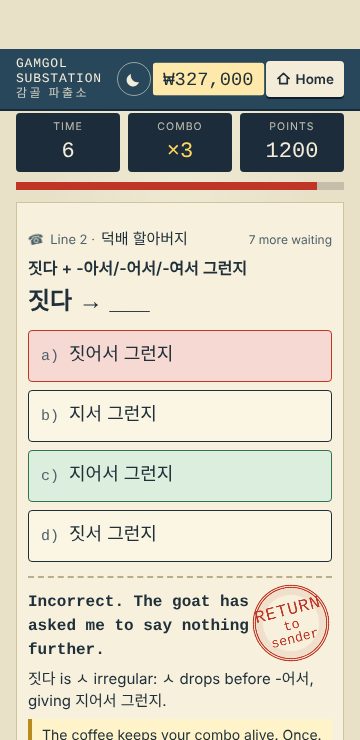 GAMGOL
SUBSTATION
감골 파출소
₩327,000
Home
TIME
6
COMBO
×3
POINTS
1200
☎ Line 2 · 덕배 할아버지
7 more waiting
짓다 + -아서/-어서/-여서 그런지
짓다 → ___
a) 짓어서 그런지
b) 지서 그런지
c) 지어서 그런지
d) 짓서 그런지
Incorrect. The goat has
asked me to say nothing
further.
RETURN
to
sender
짓다 is ㅅ irregular: ㅅ drops before -어서,
giving 지어서 그런지.
The coffee keeps your combo alive. Once.